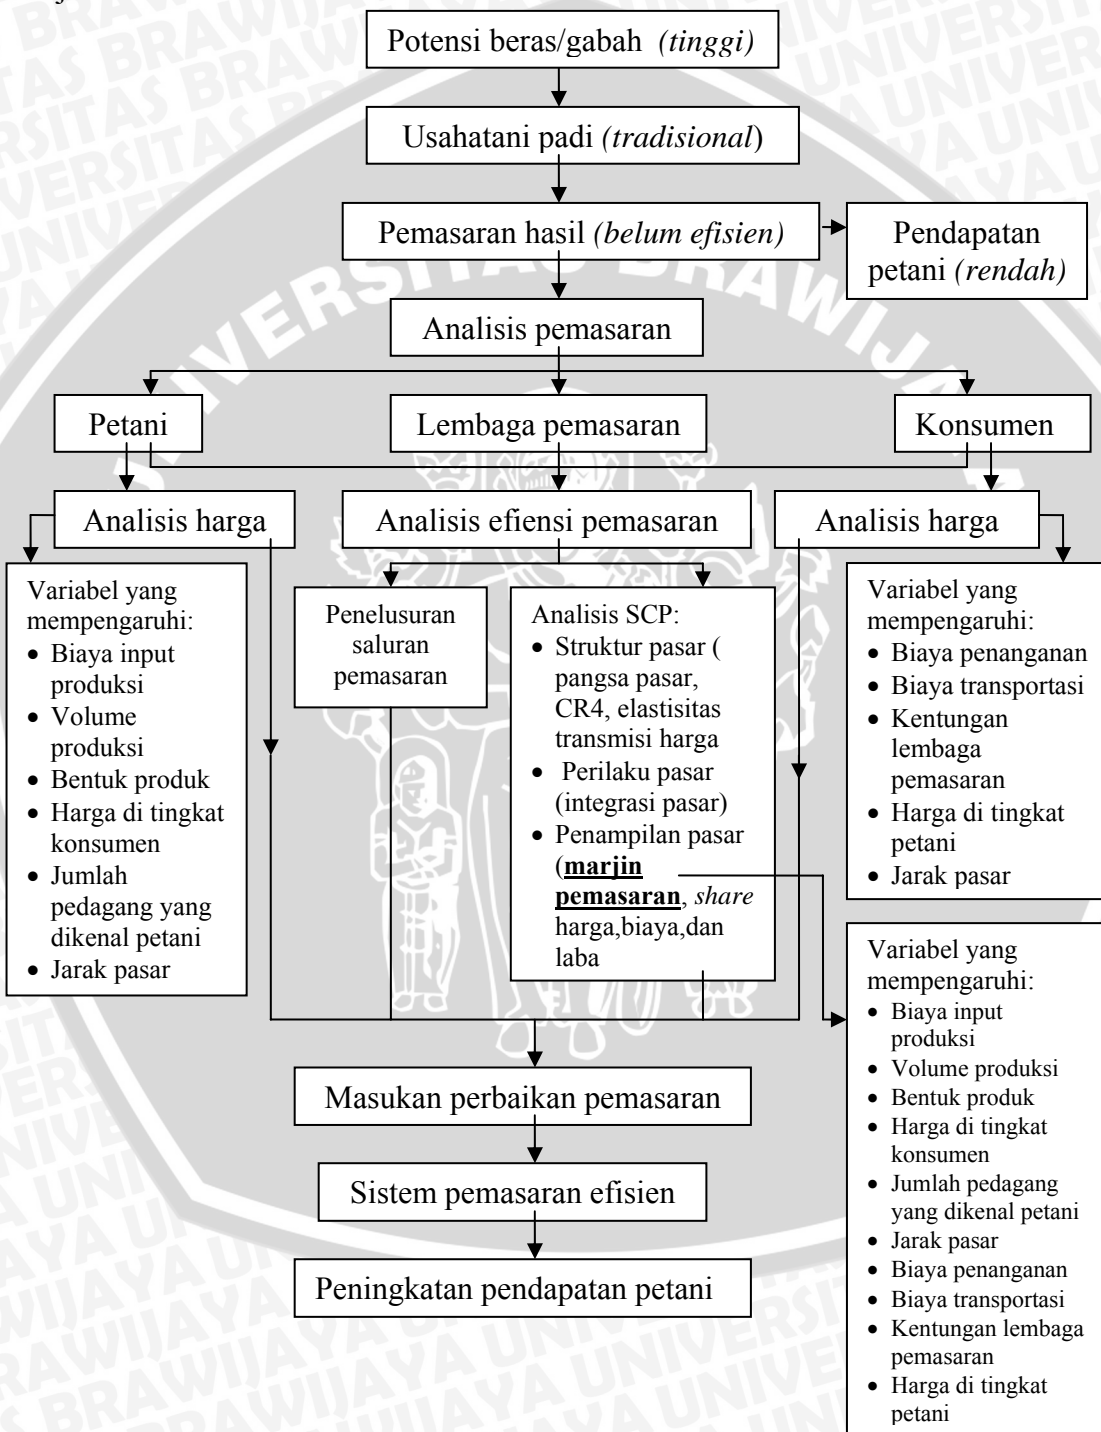 Potensi beras/gabah (tinggi)
Usahatani padi (tradisional)
Pemasaran hasil (belum efisien)
Pendapatan
petani (rendah)
Analisis pemasaran
Petani
Lembaga pemasaran
Konsumen
Analisis harga
Analisis efiensi pemasaran
Analisis harga
Variabel yang
mempengaruhi:
• Biaya input
produksi
• Volume
produksi
• Bentuk produk
• Harga di tingkat
konsumen
• Jumlah
pedagang yang
dikenal petani
• Jarak pasar
Penelusuran
saluran
pemasaran
Analisis SCP:
• Struktur pasar (
pangsa pasar,
CR4, elastisitas
transmisi harga
• Perilaku pasar
(integrasi pasar)
• Penampilan pasar
(marjin
pemasaran, share
harga,biaya,dan
laba
Variabel yang
mempengaruhi:
• Biaya penanganan
• Biaya transportasi
• Kentungan
lembaga
pemasaran
• Harga di tingkat
petani
• Jarak pasar
Variabel yang
mempengaruhi:
• Biaya input
produksi
• Volume produksi
• Bentuk produk
• Harga di tingkat
konsumen
• Jumlah pedagang
yang dikenal petani
• Jarak pasar
• Biaya penanganan
• Biaya transportasi
• Kentungan lembaga
pemasaran
• Harga di tingkat
petani
Masukan perbaikan pemasaran
Sistem pemasaran efisien
Peningkatan pendapatan petani
UNIVERSITAS BRAWIJAYA